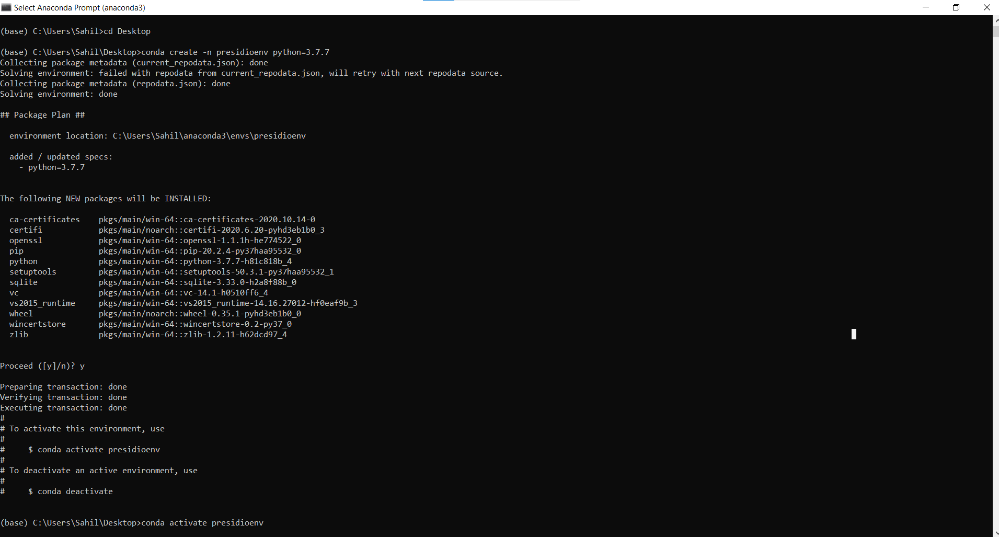 Select Anaconda Prompt (anaconda3)
(base) C:\Users\Sahil>cd Desktop
(base) C:\Users\Sahil\Desktop>conda create -n presidioenv python=3.7.7
Collecting package metadata (current_repodata.json): done
Solving environment: failed with repodata from current_repodata.json, will retry with next repodata source.
Collecting package metadata (repodata.json): done
Solving environment: done
## Package Plan ##
environment location: C:\Users\Sahil\anaconda3\envs\presidioenv
added / updated specs:
- python=3.7.7
The following NEW packages will be INSTALLED:
ca-certificates pkgs/main/win-64::ca-certificates-2020.10.14-0
certifi pkgs/main/noarch::certifi-2020.6.20-pyhd3eb1b0_3
openssl pkgs/main/win-64::openssl-1.1.1h-he774522_0
pip pkgs/main/win-64::pip-20.2.4-py37haa95532_0
python pkgs/main/win-64::python-3.7.7-h81c818b_4
setuptools pkgs/main/win-64::setuptools-50.3.1-py37haa95532_1
sqlite pkgs/main/win-64::sqlite-3.33.0-h2a8f88b_0
vc pkgs/main/win-64::vc-14.1-h0510ff6_4
vs2015_runtime pkgs/main/win-64::vs2015_runtime-14.16.27012-hf0eaf9b_3
wheel pkgs/main/noarch::wheel-0.35.1-pyhd3eb1b0_0
wincertstore pkgs/main/win-64::wincertstore-0.2-py37_0
zlib pkgs/main/win-64::zlib-1.2.11-h62dcd97_4
Proceed ([y]/n)? y
Preparing transaction: done
Verifying transaction: done
Executing transaction: done
#
# To activate this environment, use
#
# $ conda activate presidioenv
#
# To deactivate an active environment, use
#
# $ conda deactivate
(base) C:\Users\Sahil\Desktop>conda activate presidioenv